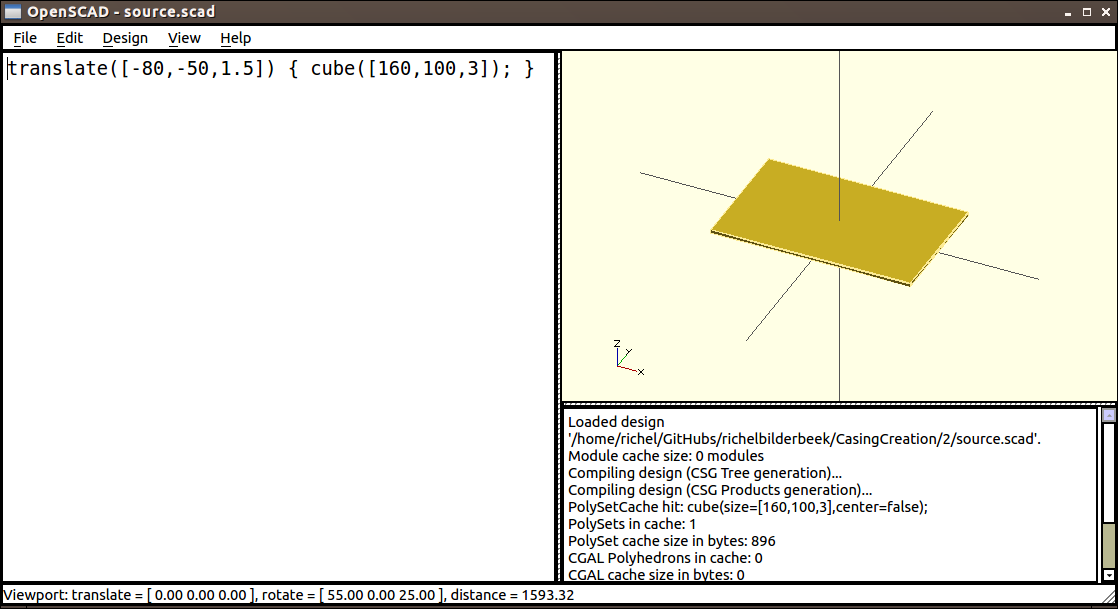 OpenSCAD - source.scad
File Edit Design View Help
translate([-80,-50,1.5]) { cube([160,100,3]); }
Z
Y
X
Loaded design
'/home/richel/GitHubs/richelbilderbeek/CasingCreation/2/source.scad'.
Module cache size: 0 modules
Compiling design (CSG Tree generation)...
Compiling design (CSG Products generation)...
PolySetCache hit: cube(size=[160,100,3],center=false);
PolySets in cache: 1
PolySet cache size in bytes: 896
CGAL Polyhedrons in cache: 0
CGAL cache size in bytes: 0
Viewport: translate = [ 0.00 0.00 0.00 ], rotate = [ 55.00 0.00 25.00 ], distance = 1593.32